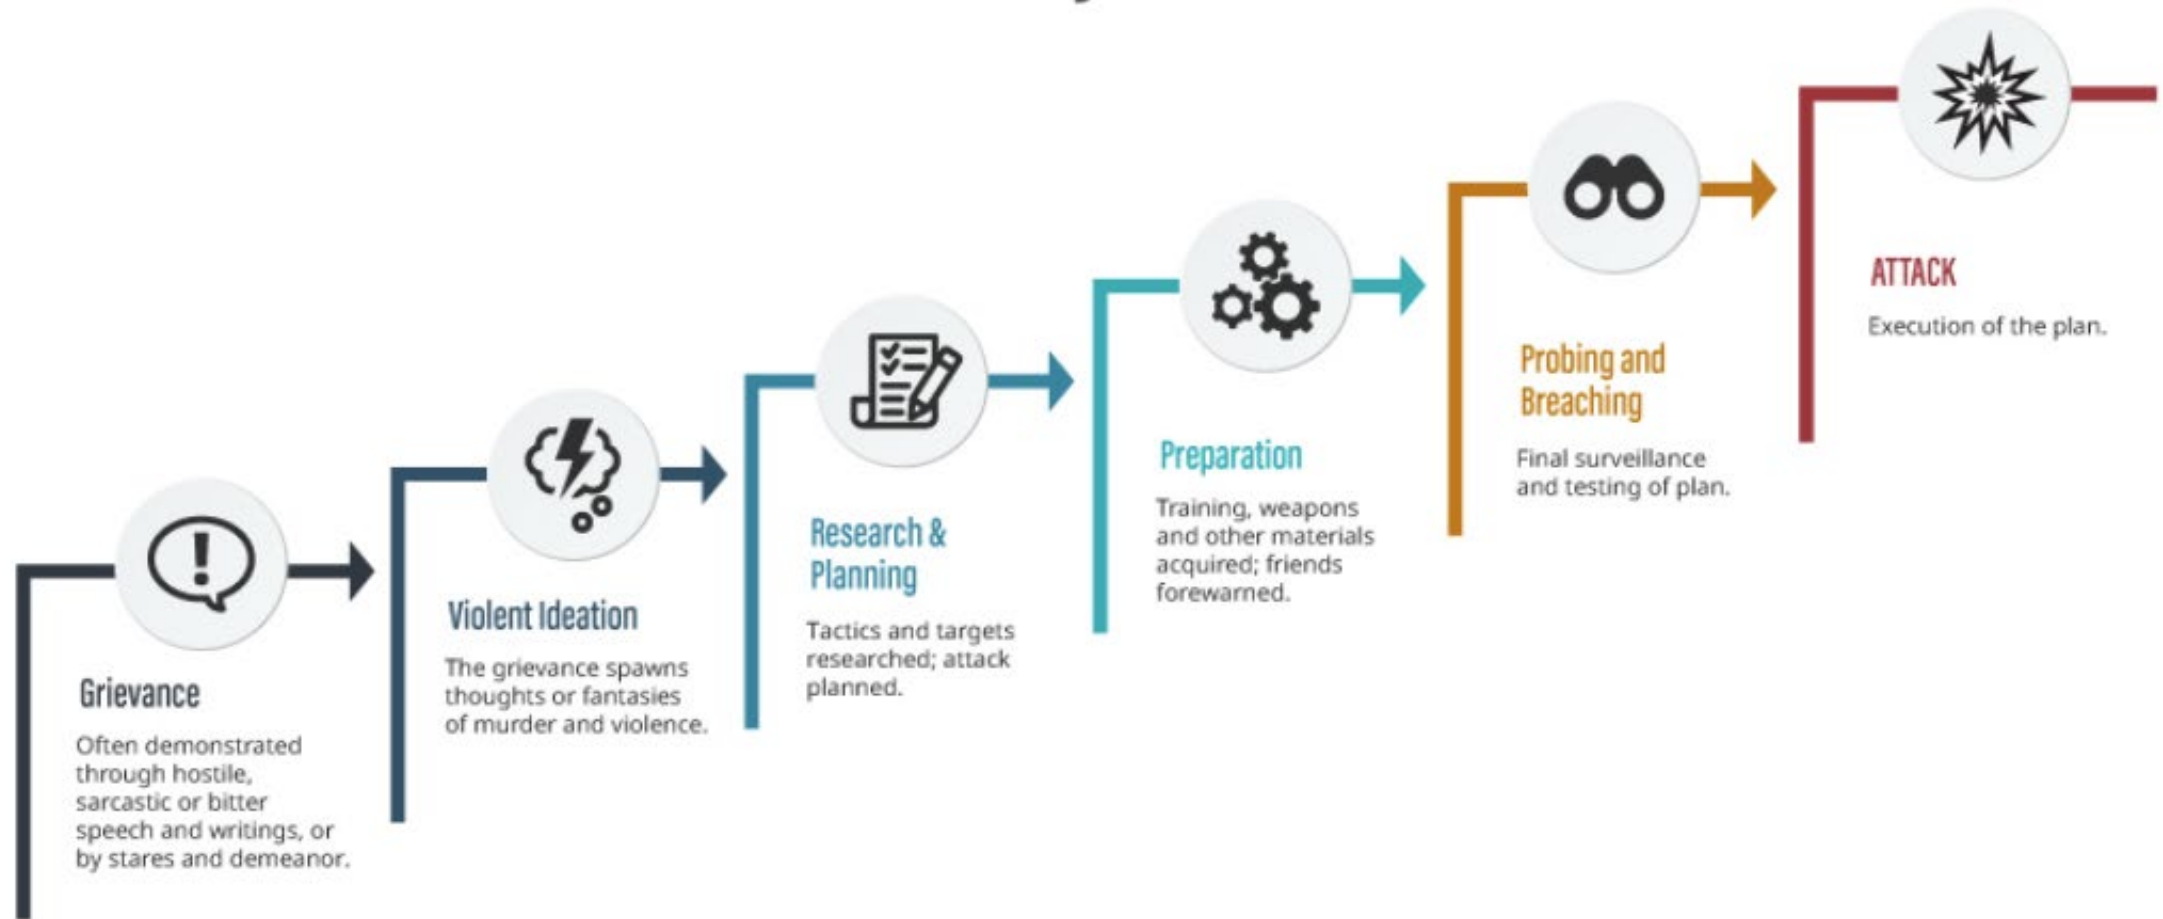 Grievance
Often demonstrated
through hostile,
sarcastic or bitter
speech and writings, or
by stares and demeanor.
Violent Ideation
The grievance spawns
thoughts or fantasies
of murder and violence.
Research &
Planning
Tactics and targets
researched; attack
planned.
Preparation
Training, weapons
and other materials
acquired; friends
forewarned.
Probing and
Breaching
Final surveillance
and testing of plan.
ATTACK
Execution of the plan.